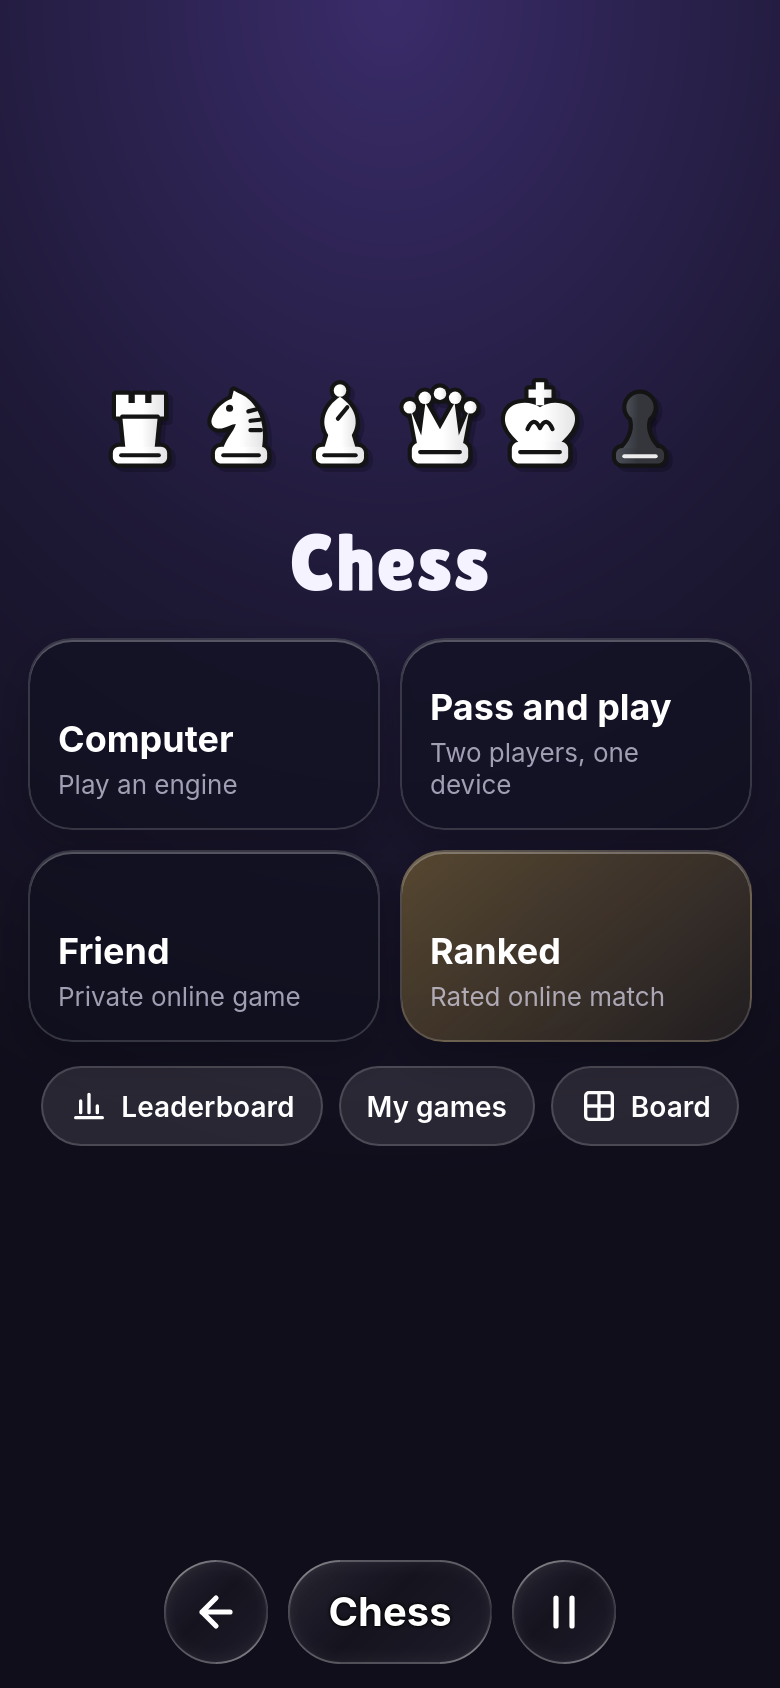 Chess
Computer
Play an engine
Pass and play
Two players, one
device
Friend
Private online game
Ranked
Rated online match
Leaderboard
My games
Board
Chess